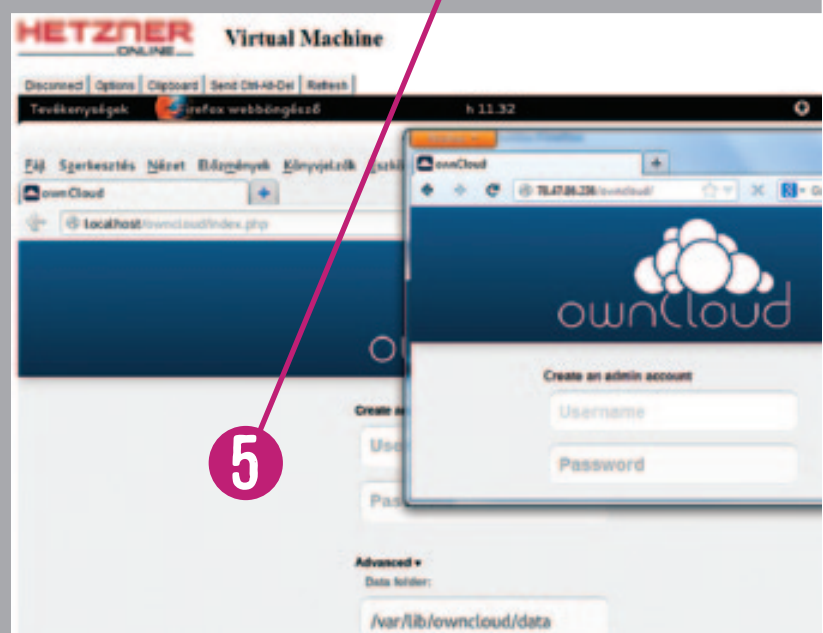 HETZNER
ONLINE
Virtual Machine
Disconnect Options Clipboard Send Ctrl-Alt-Del Refresh
Tevékenységek Firefox webböngésző h 11.32
Fájl Szerkesztés Nézet Előzmények Könyvjelzők
ownCloud
localhost/owncloud/index.php
Create
Data folder:
/var/lib/owncloud/data
Advanced
5
ownCloud
/owncloud/
ownCloud
Create an admin account
Username
Password